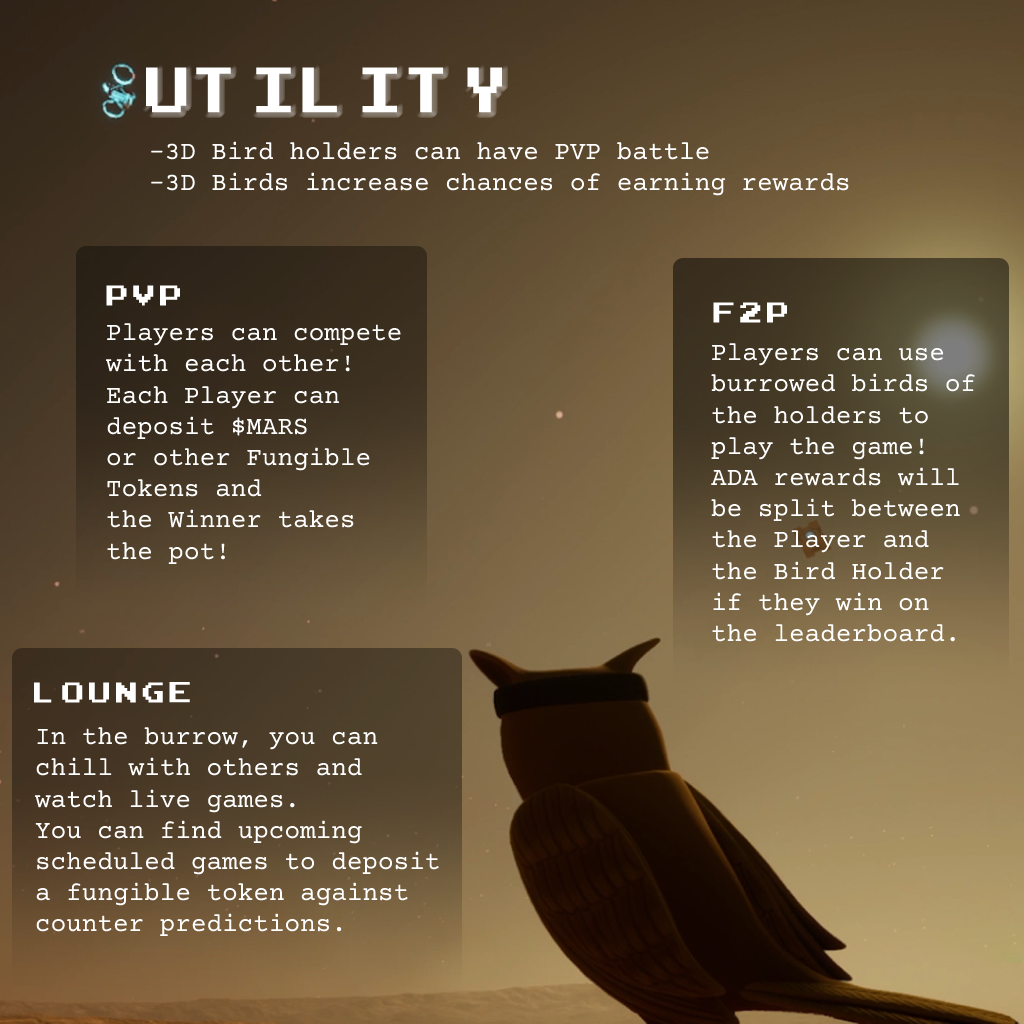 UTILITY
-3D Bird holders can have PVP battle
-3D Birds increase chances of earning rewards
PVP
Players can compete
with each other!
Each Player can
deposit $MARS
or other Fungible
Tokens and
the Winner takes
the pot!
F2P
Players can use
burrowed birds of
the holders to
play the game!
ADA rewards will
be split between
the Player and
the Bird Holder
if they win on
the leaderboard.
LOUNGE
In the burrow, you can
chill with others and
watch live games.
You can find upcoming
scheduled games to deposit
a fungible token against
counter predictions.